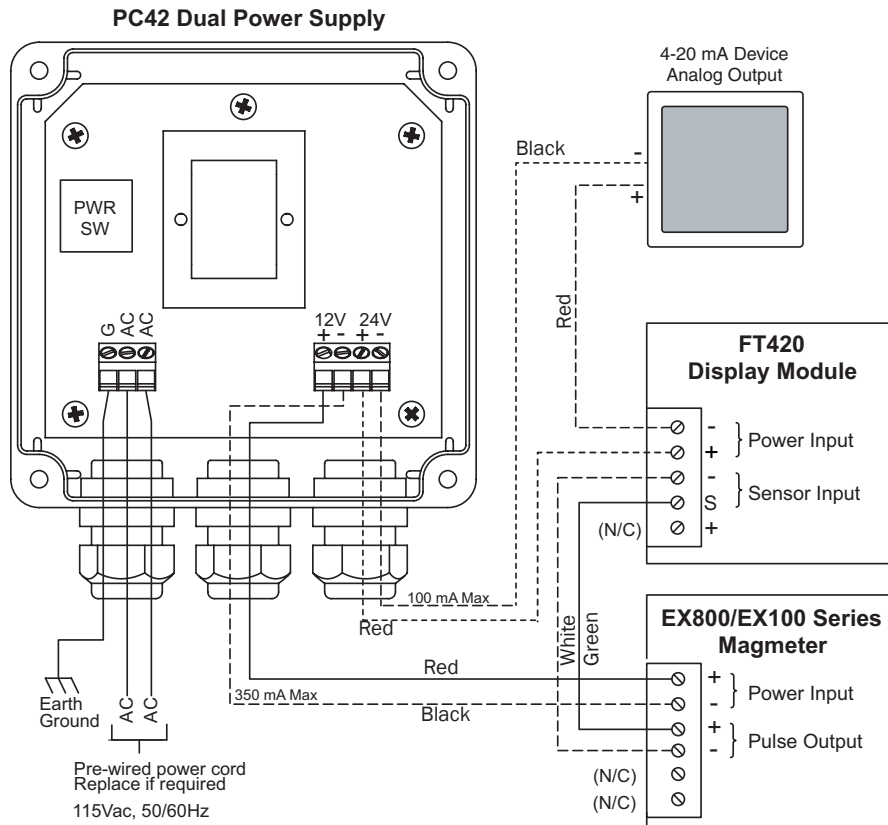 PC42 Dual Power Supply
4-20 mA Device
Analog Output
Black
-
+
PWR
SW
G
AC
AC
12V 24V
+ - + -
Red
FT420
Display Module
-
+
Power Input
-
S
Sensor Input
(N/C) +
100 mA Max
Red
White
Green
EX800/EX100 Series
Magmeter
Red
+
-
Power Input
350 mA Max
Black
+
-
Pulse Output
(N/C)
(N/C)
Earth
Ground
AC
AC
Pre-wired power cord
Replace if required
115Vac, 50/60Hz